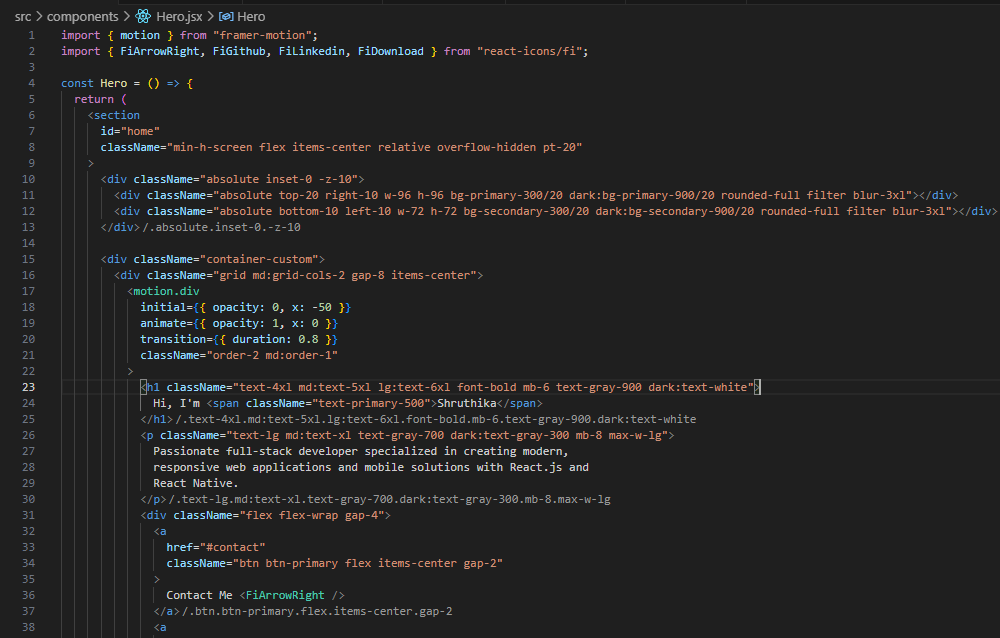 src > components > Hero.jsx > Hero
1 import { motion } from "framer-motion";
2 import { FiArrowRight, FiGithub, FiLinkedin, FiDownload } from "react-icons/fi";
3
4 const Hero = () => {
5   return (
6     <section
7       id="home"
8       className="min-h-screen flex items-center relative overflow-hidden pt-20"
9     >
10       <div className="absolute inset-0 -z-10">
11         <div className="absolute top-20 right-10 w-96 h-96 bg-primary-300/20 dark:bg-primary-900/20 rounded-full filter blur-3xl"></div>
12         <div className="absolute bottom-10 left-10 w-72 h-72 bg-secondary-300/20 dark:bg-secondary-900/20 rounded-full filter blur-3xl"></div>
13       </div>/.absolute.inset-0.-z-10
14
15       <div className="container-custom">
16         <div className="grid md:grid-cols-2 gap-8 items-center">
17           <motion.div
18             initial={{ opacity: 0, x: -50 }}
19             animate={{ opacity: 1, x: 0 }}
20             transition={{ duration: 0.8 }}
21             className="order-2 md:order-1"
22           >
23             <h1 className="text-4xl md:text-5xl lg:text-6xl font-bold mb-6 text-gray-900 dark:text-white">
24               Hi, I'm <span className="text-primary-500">Shruthika</span>
25             </h1>/.text-4xl.md:text-5xl.lg:text-6xl.font-bold.mb-6.text-gray-900.dark:text-white
26             <p className="text-lg md:text-xl text-gray-700 dark:text-gray-300 mb-8 max-w-lg">
27               Passionate full-stack developer specialized in creating modern,
28               responsive web applications and mobile solutions with React.js and
29               React Native.
30             </p>/.text-lg.md:text-xl.text-gray-700.dark:text-gray-300.mb-8.max-w-lg
31             <div className="flex flex-wrap gap-4">
32               <a
33                 href="#contact"
34                 className="btn btn-primary flex items-center gap-2"
35               >
36                 Contact Me <FiArrowRight />
37               </a>/.btn.btn-primary.flex.items-center.gap-2
38               <a